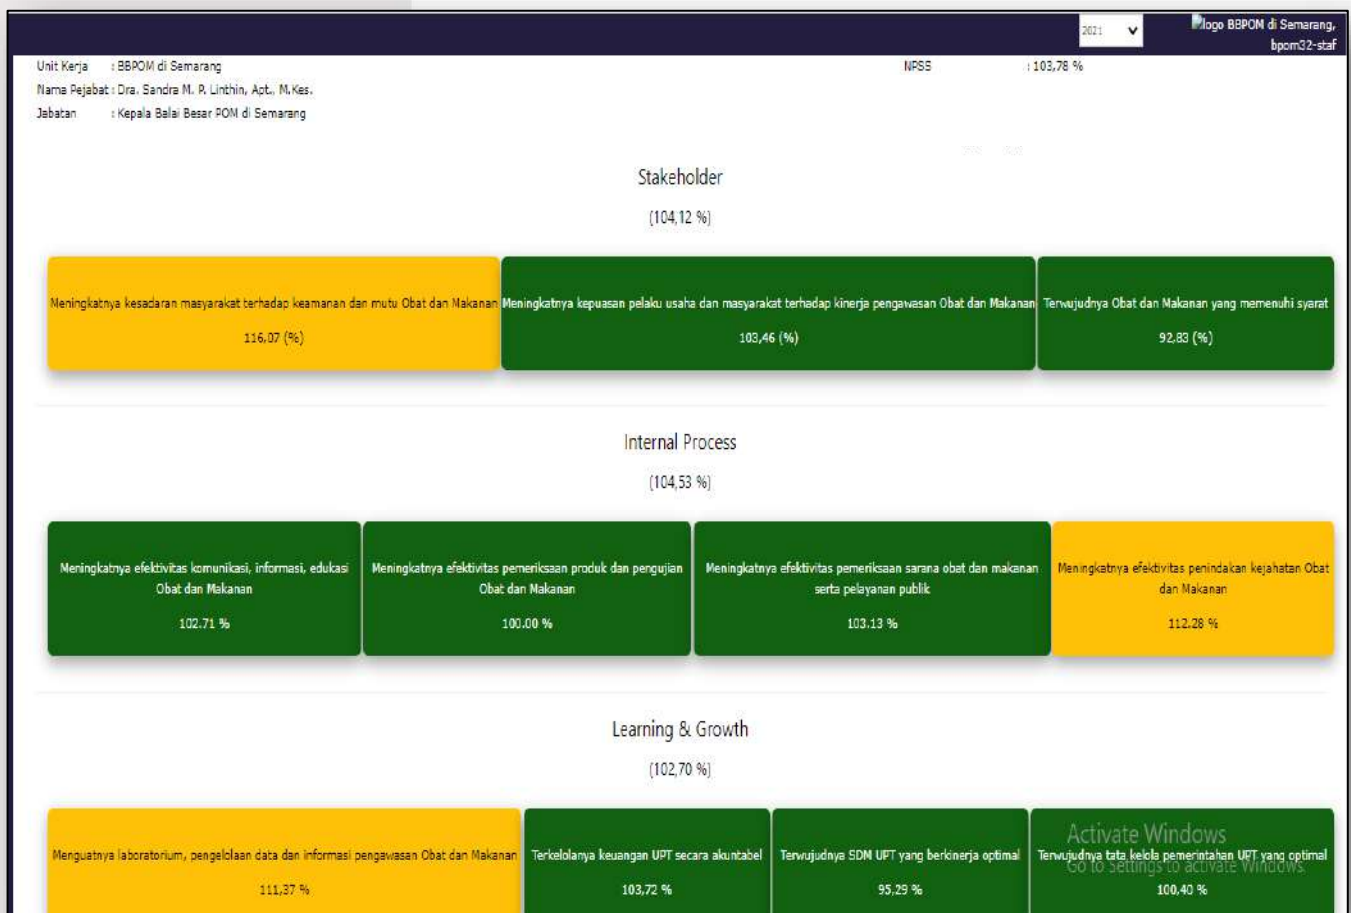 2021
logo BBPOM di Semarang,
bpom32-staf
Unit Kerja : BBPOM di Semarang
NPSS : 103,78 %
Nama Pejabat : Dra. Sandra M. P. Linthin, Apt., M.Kes.
Jabatan : Kepala Balai Besar POM di Semarang
Stakeholder
(104,12 %)
Meningkatnya kesadaran masyarakat terhadap keamanan dan mutu Obat dan Makanan
116,07 (%)
Meningkatnya kepuasan pelaku usaha dan masyarakat terhadap kinerja pengawasan Obat dan Makanan
103,46 (%)
Terwujudnya Obat dan Makanan yang memenuhi syarat
92,83 (%)
Internal Process
(104,53 %)
Meningkatnya efektivitas komunikasi, informasi, edukasi
Obat dan Makanan
102.71 %
Meningkatnya efektivitas pemeriksaan produk dan pengujian
Obat dan Makanan
100.00 %
Meningkatnya efektivitas pemeriksaan sarana obat dan makanan
serta pelayanan publik
103.13 %
Meningkatnya efektivitas penindakan kejahatan Obat
dan Makanan
112.28 %
Learning & Growth
(102,70 %)
Menguatnya laboratorium, pengelolaan data dan informasi pengawasan Obat dan Makanan
111,37 %
Terkelolanya keuangan UPT secara akuntabel
103,72 %
Terwujudnya SDM UPT yang berkinerja optimal
95,29 %
Terwujudnya tata kelola pemerintahan UPT yang optimal
100,40 %
Activate Windows
Go to Settings to activate Windows.